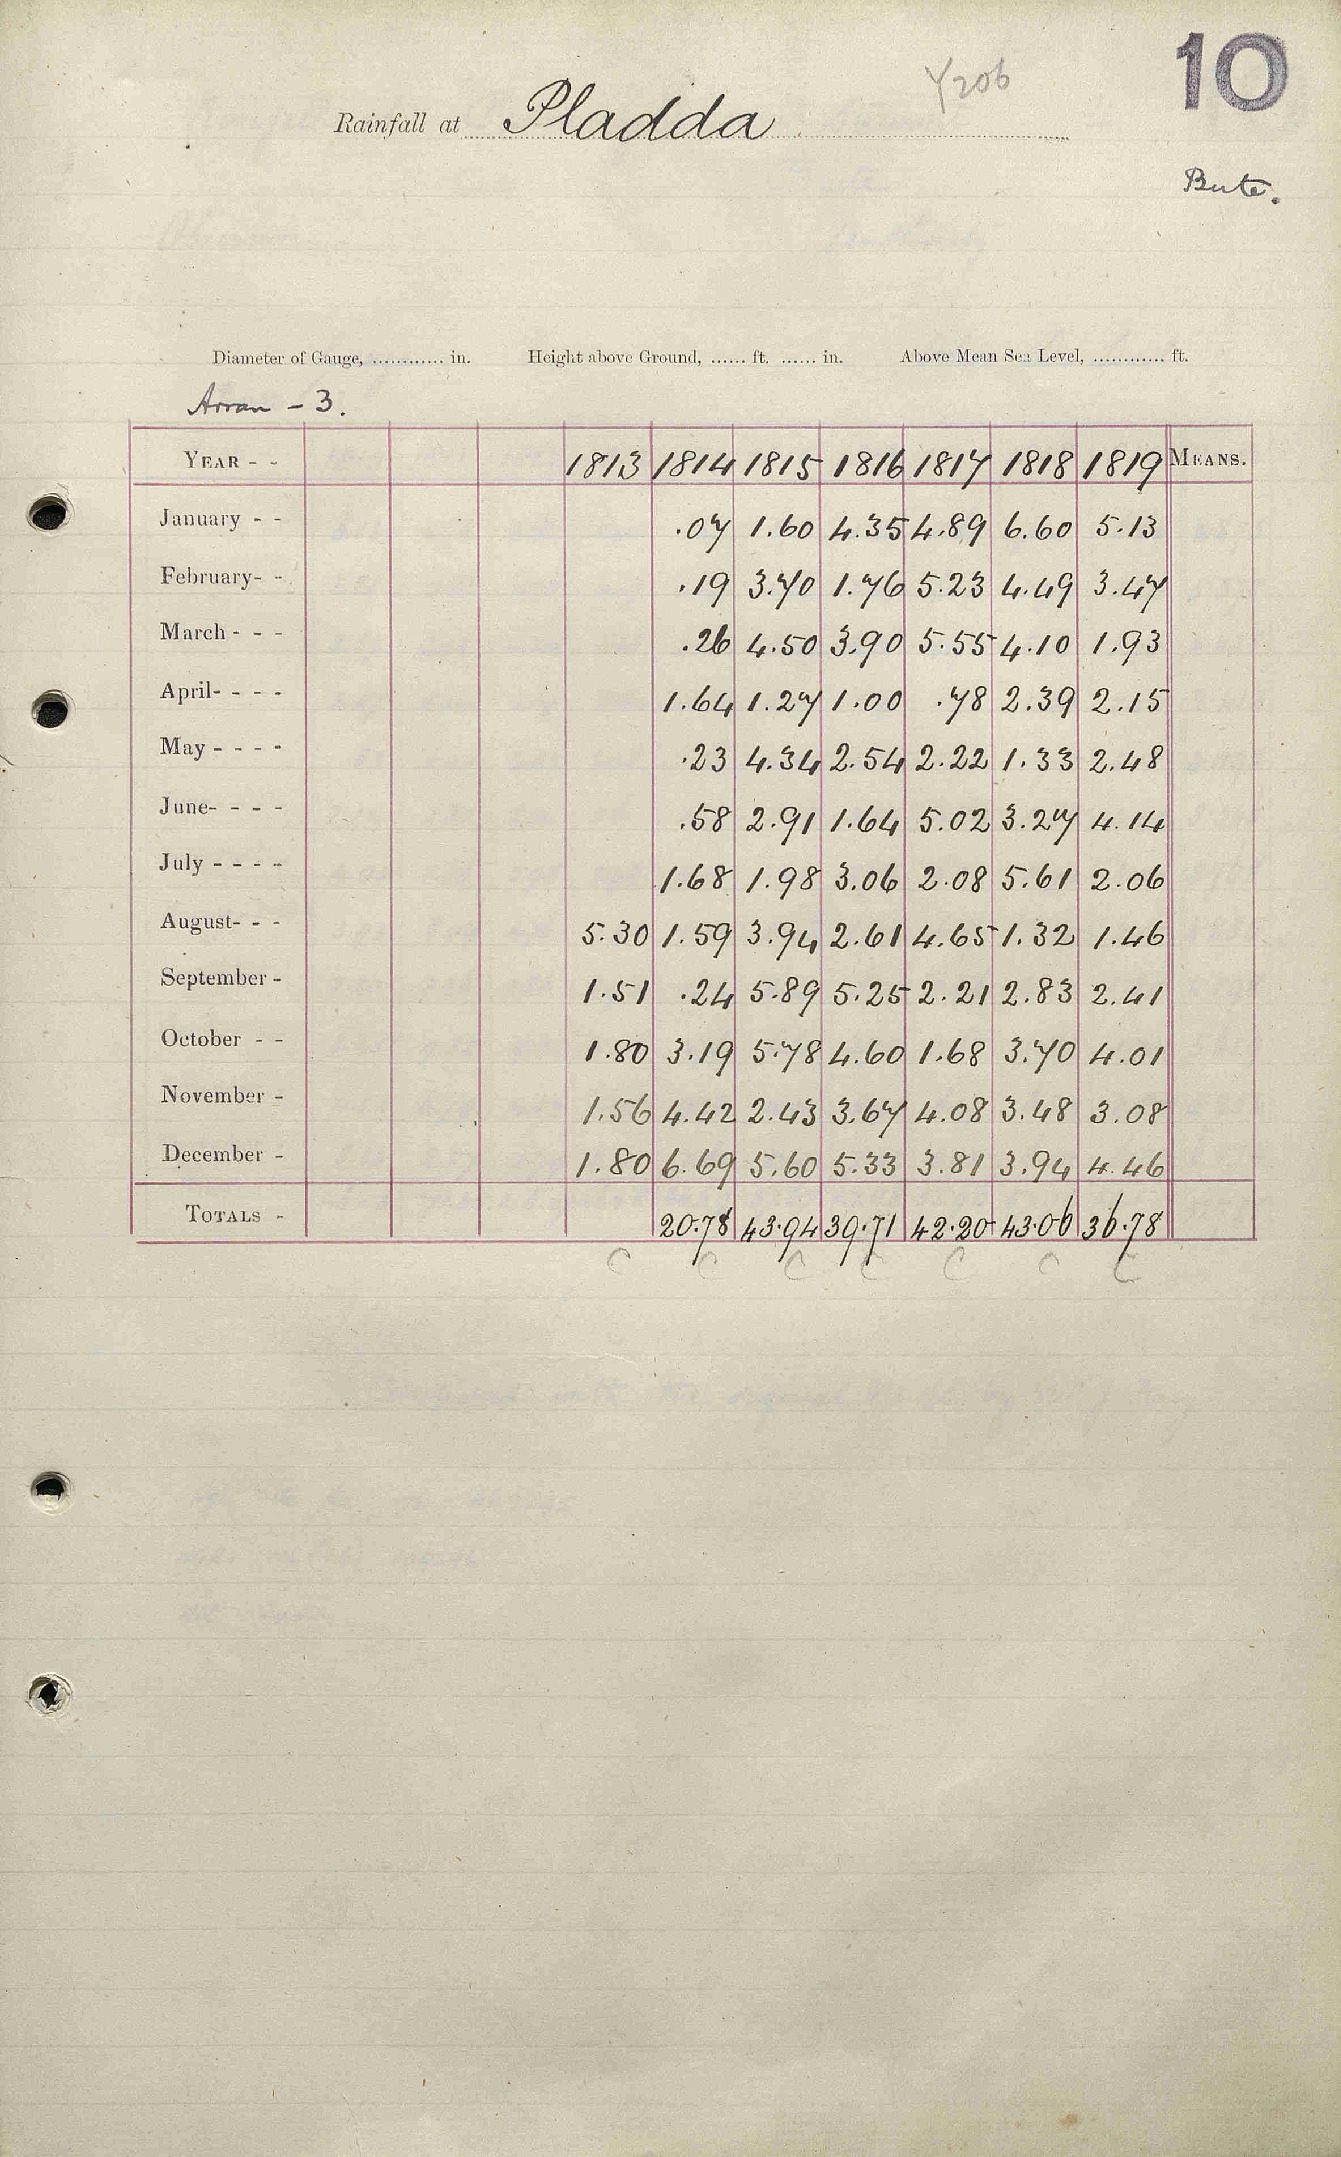 10
Y206
Rainfall at Pladda
Bute.
Diameter of Gauge, ............ in. Height above Ground, ...... ft. ...... in. Above Mean Sea Level, ............ ft.
Arran - 3.
YEAR - - 1813 1814 1815 1816 1817 1818 1819 MEANS.
January - - .07 1.60 4.35 4.89 6.60 5.13
February- - .19 3.70 1.76 5.23 4.49 3.47
March - - - .26 4.50 3.90 5.55 4.10 1.93
April- - - - 1.64 1.27 1.00 .78 2.39 2.15
May - - - - .23 4.34 2.54 2.22 1.33 2.48
June- - - - .58 2.91 1.64 5.02 3.27 4.14
July - - - - 1.68 1.98 3.06 2.08 5.61 2.06
August- - - 5.30 1.59 3.94 2.61 4.65 1.32 1.46
September - 1.51 .24 5.89 5.25 2.21 2.83 2.41
October - - 1.80 3.19 5.78 4.60 1.68 3.70 4.01
November - 1.56 4.42 2.43 3.67 4.08 3.48 3.08
December - 1.80 6.69 5.60 5.33 3.81 3.94 4.46
TOTALS - 20.78 43.94 39.71 42.20 43.06 36.78
C C C C C C C